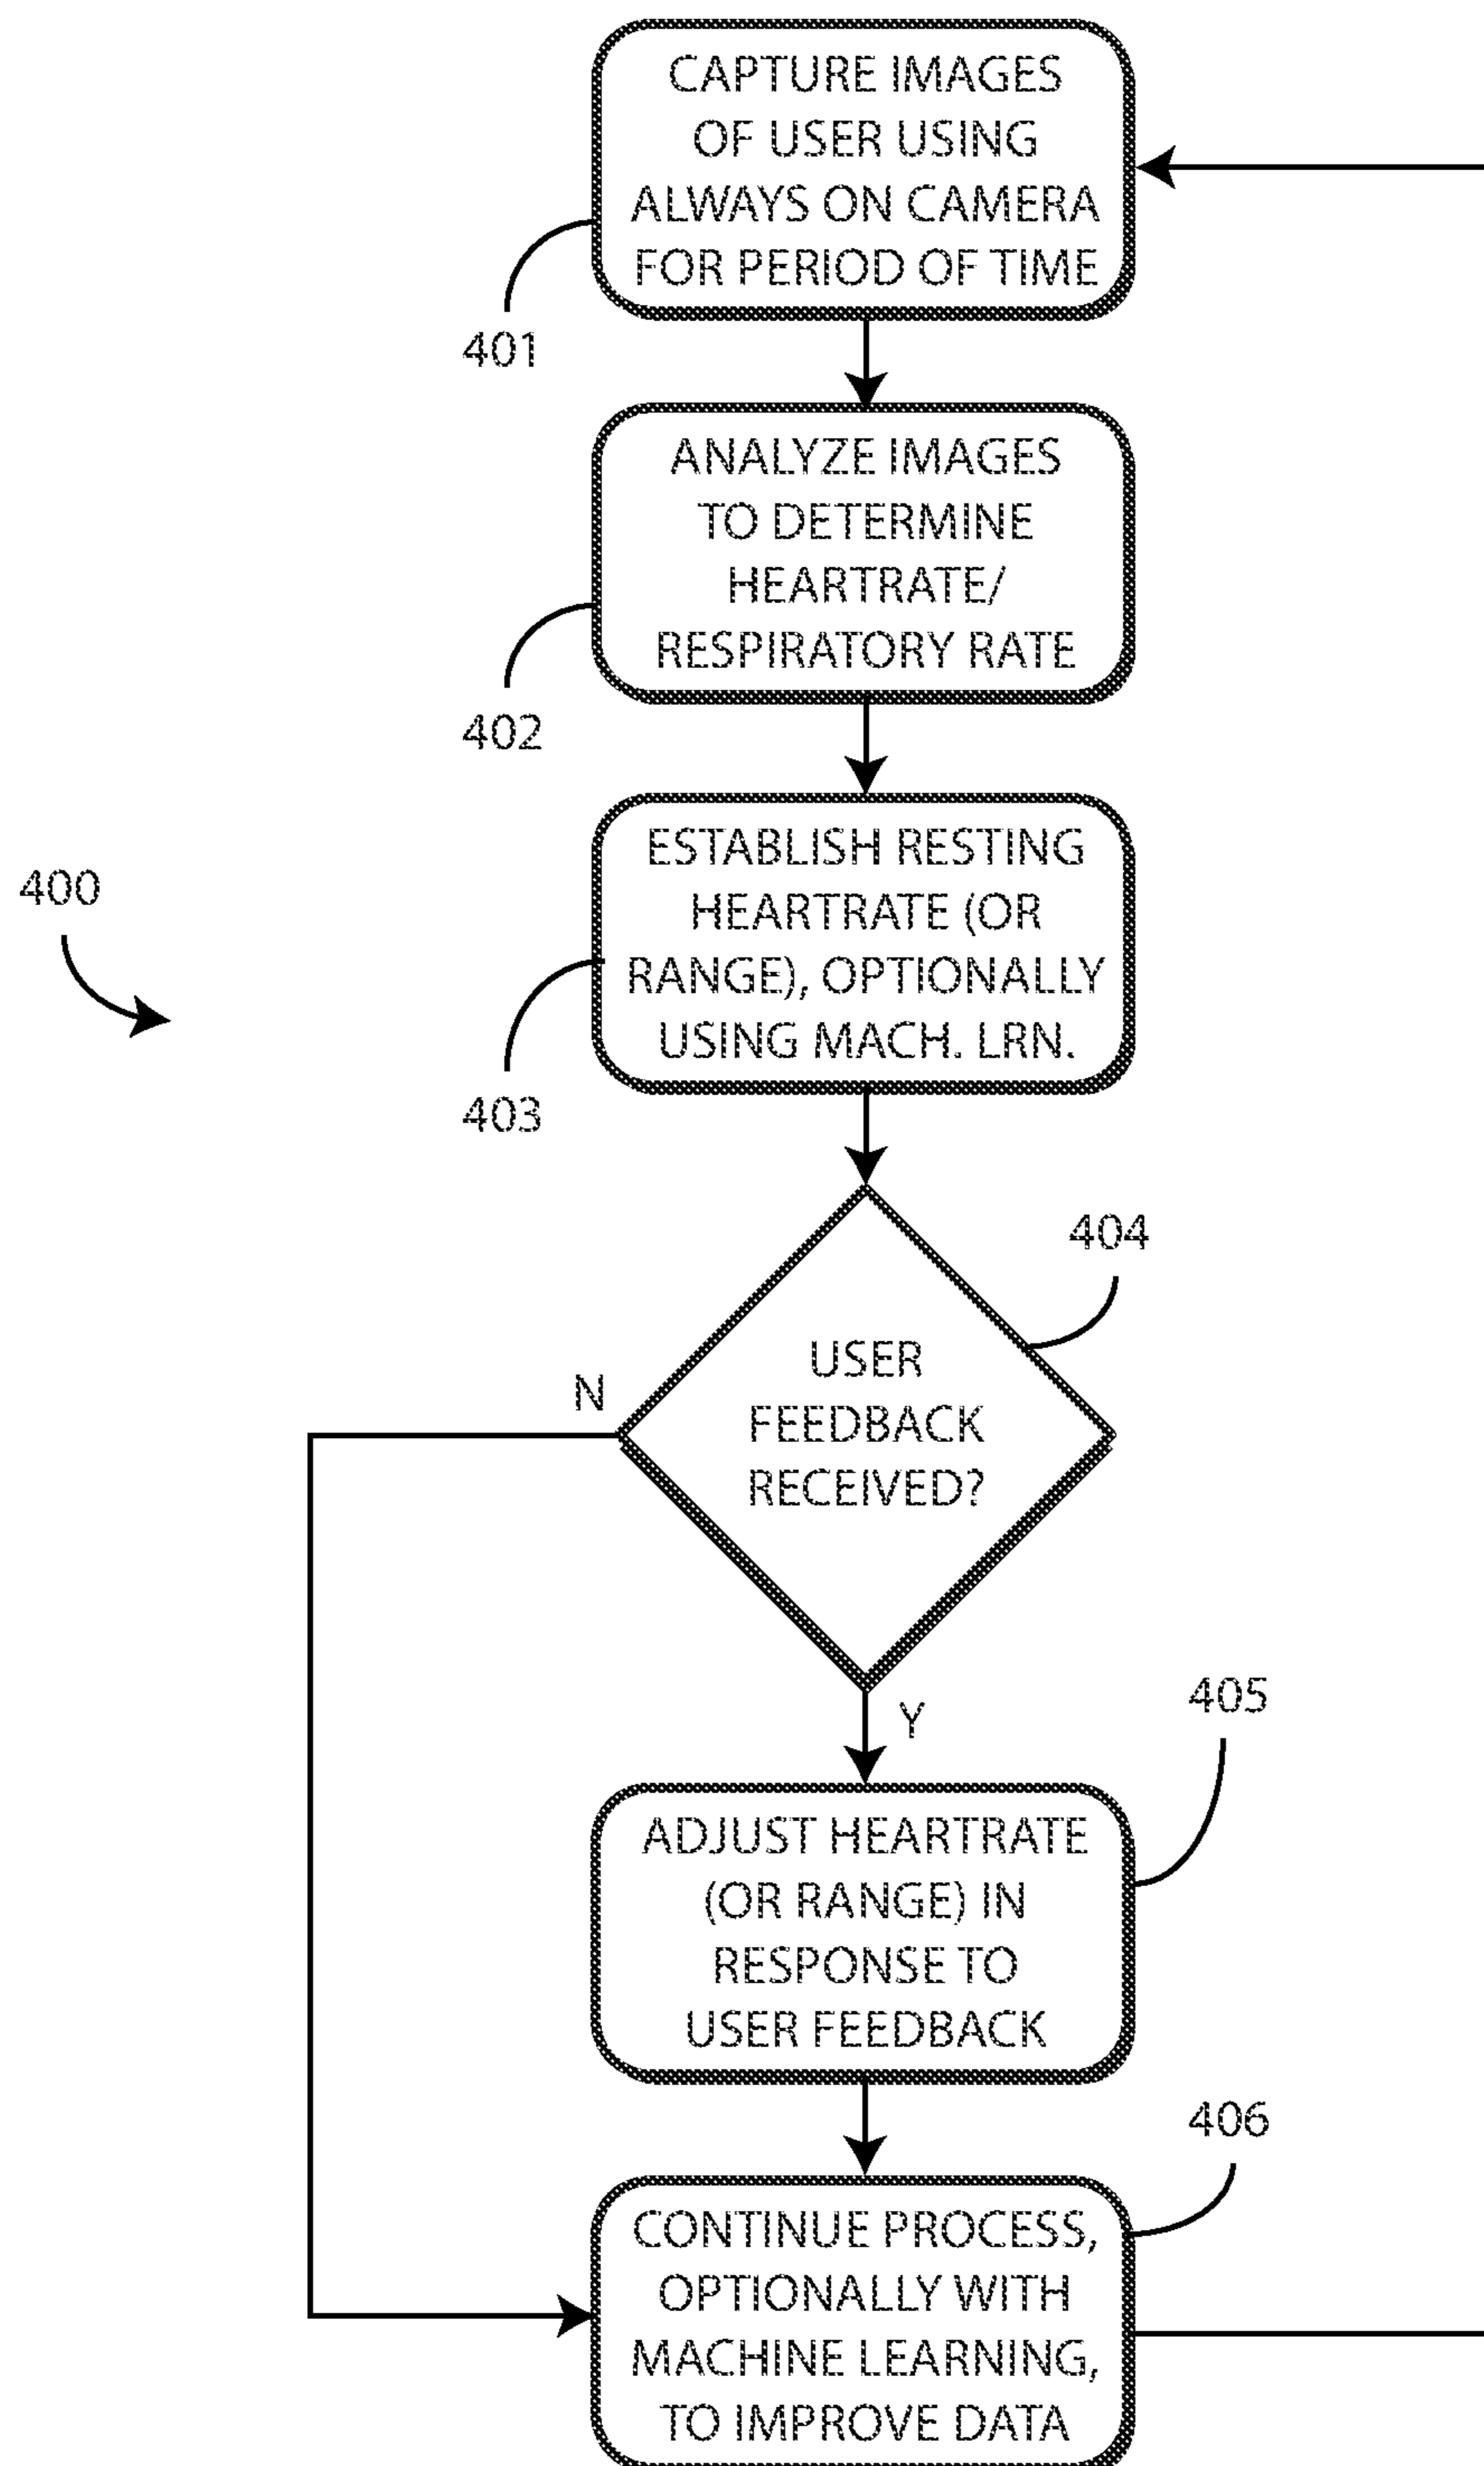 CAPTURE IMAGES
OF USER USING
ALWAYS ON CAMERA
FOR PERIOD OF TIME
401
ANALYZE IMAGES
TO DETERMINE
HEARTRATE/
RESPIRATORY RATE
402
400
ESTABLISH RESTING
HEARTRATE (OR
RANGE), OPTIONALLY
USING MACH. LRN.
403
404
USER
FEEDBACK
RECEIVED?
N
Y
405
ADJUST HEARTRATE
(OR RANGE) IN
RESPONSE TO
USER FEEDBACK
406
CONTINUE PROCESS,
OPTIONALLY WITH
MACHINE LEARNING,
TO IMPROVE DATA